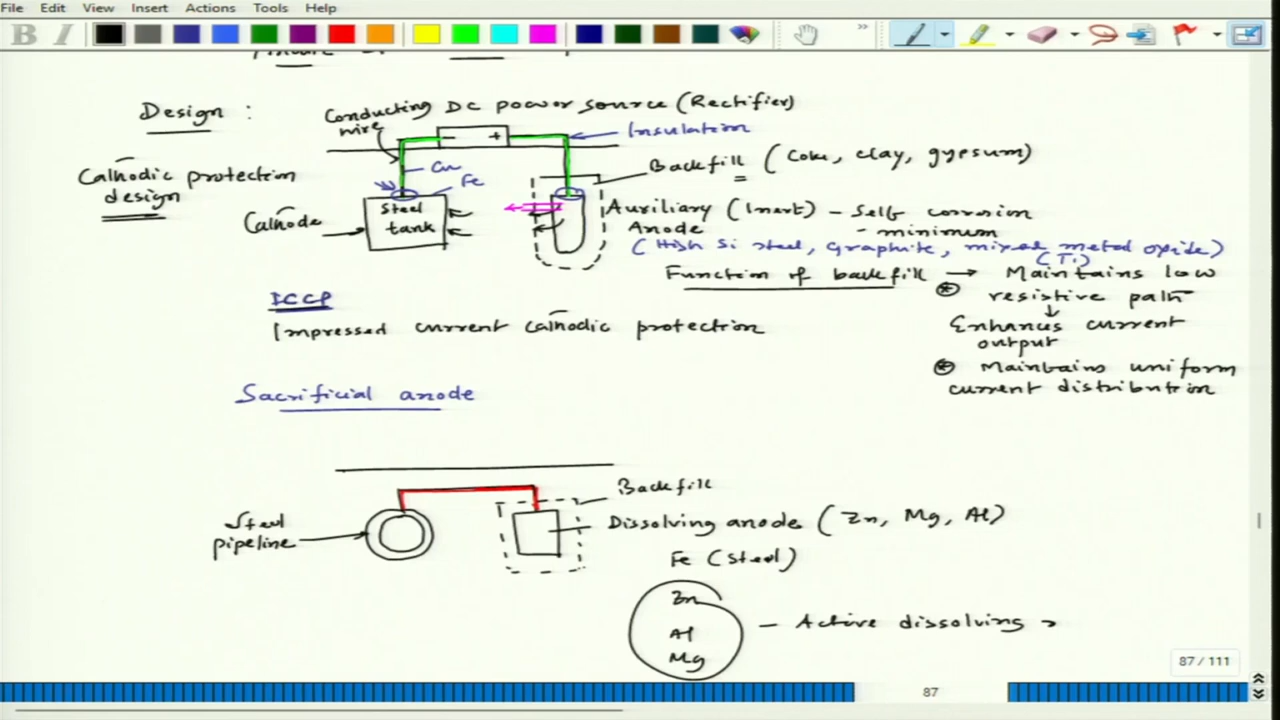 File Edit View Insert Actions Tools Help
B I
Design :
Conducting wire
DC power source (Rectifier)
- +
Insulation
Backfill (Coke, clay, gypsum)
Cu
Fe
Cathodic protection
design
Cathode
Steel
tank
Auxiliary (Inert) - Self corrosion
Anode - minimum
(High Si steel, Graphite, mixed metal oxide)
(Ti)
Function of backfill → Maintains low
resistive path
↓
Enhances current
output
* Maintains uniform
current distribution
ICCP
Impressed current cathodic protection
Sacrificial anode
Backfill
Steel
pipeline
Dissolving anode (Zn, Mg, Al)
Fe (Steel)
Zn
Al
Mg
- Active dissolving
87 / 111
87